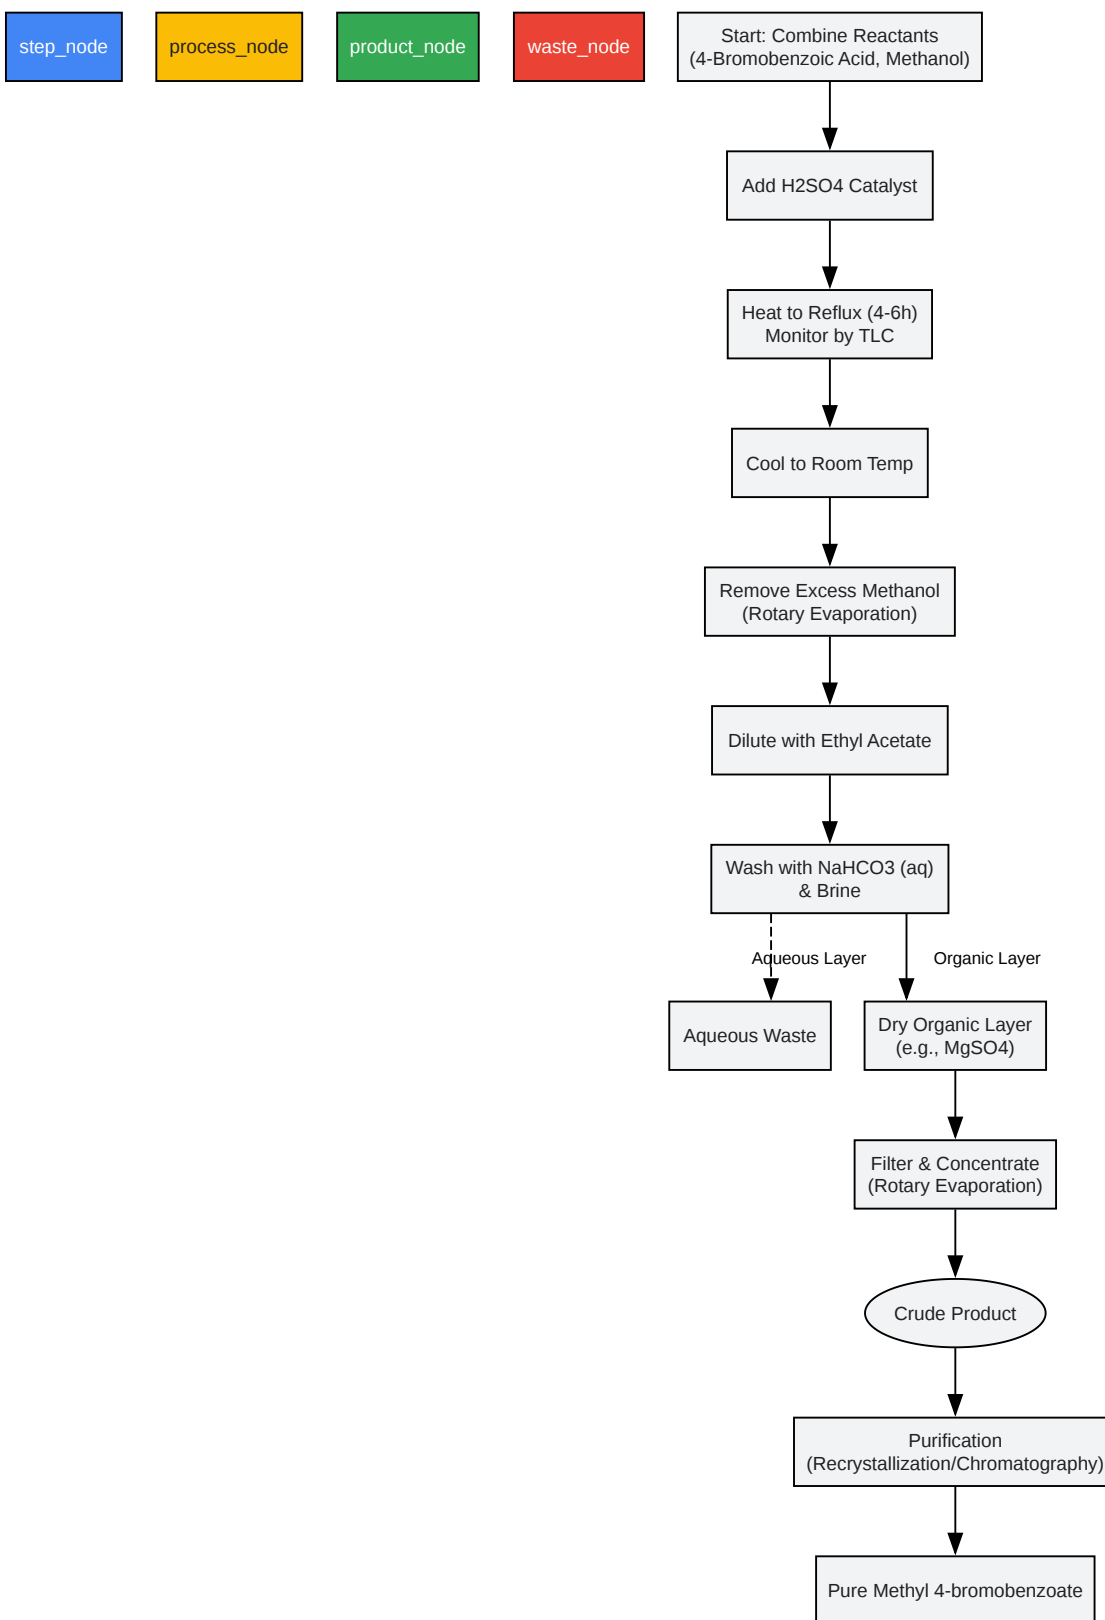 step_node
process_node
product_node
waste_node
Start: Combine Reactants
(4-Bromobenzoic Acid, Methanol)
Add H2SO4 Catalyst
Heat to Reflux (4-6h)
Monitor by TLC
Cool to Room Temp
Remove Excess Methanol
(Rotary Evaporation)
Dilute with Ethyl Acetate
Wash with NaHCO3 (aq)
& Brine
Aqueous Layer
Organic Layer
Aqueous Waste
Dry Organic Layer
(e.g., MgSO4)
Filter & Concentrate
(Rotary Evaporation)
Crude Product
Purification
(Recrystallization/Chromatography)
Pure Methyl 4-bromobenzoate